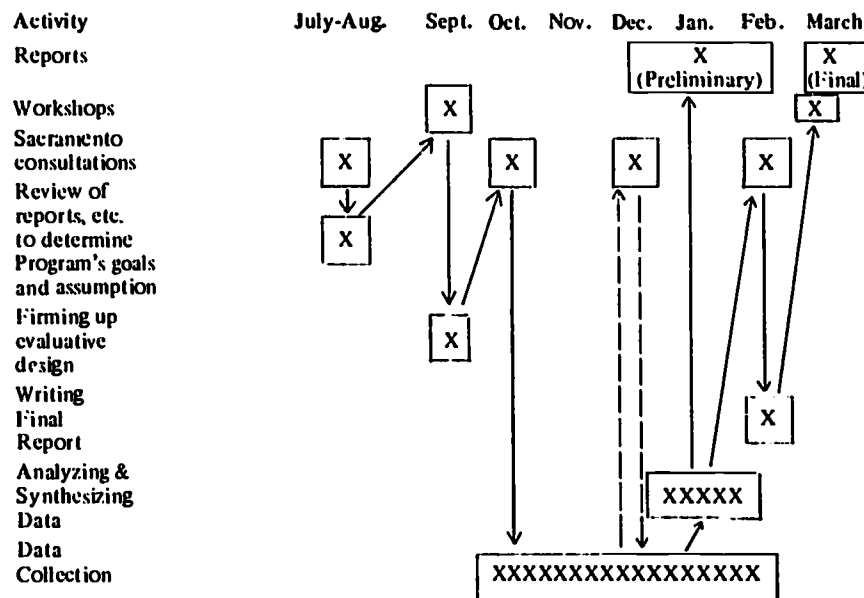 Activity July-Aug. Sept. Oct. Nov. Dec. Jan. Feb. March
Reports X X
(Preliminary) (Final)
Workshops X X
Sacramento
consultations X X X X
Review of
reports, etc. X
to determine
Program's goals
and assumption
Firming up
evaluative X
design
Writing
Final X
Report
Analyzing &
Synthesizing XXXXX
Data
Data
Collection XXXXXXXXXXXXXXXXXX